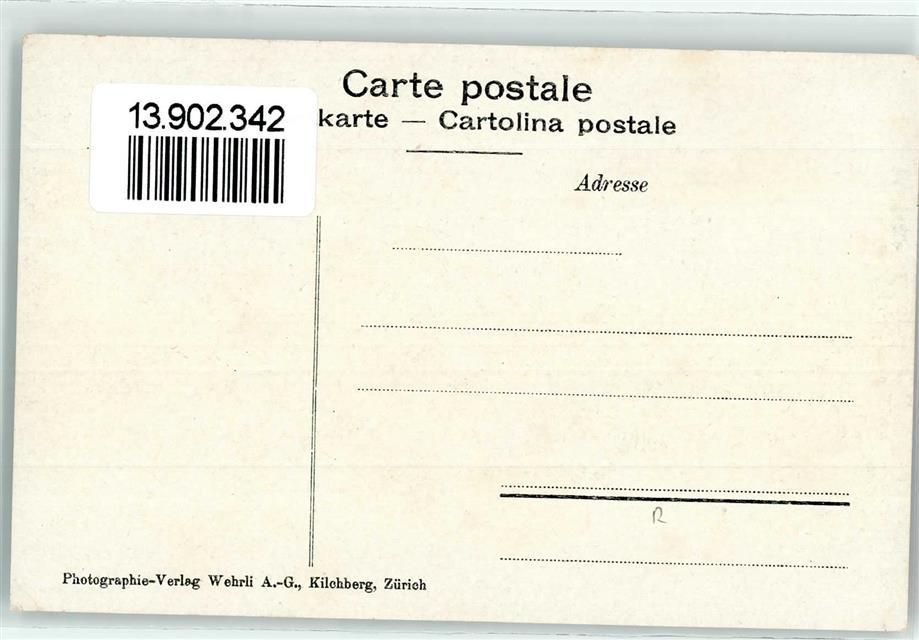 Carte postale
13.902.342
karte — Cartolina postale
Adresse
R
Photographie-Verlag Wehrli A.-G., Kilchberg, Zürich